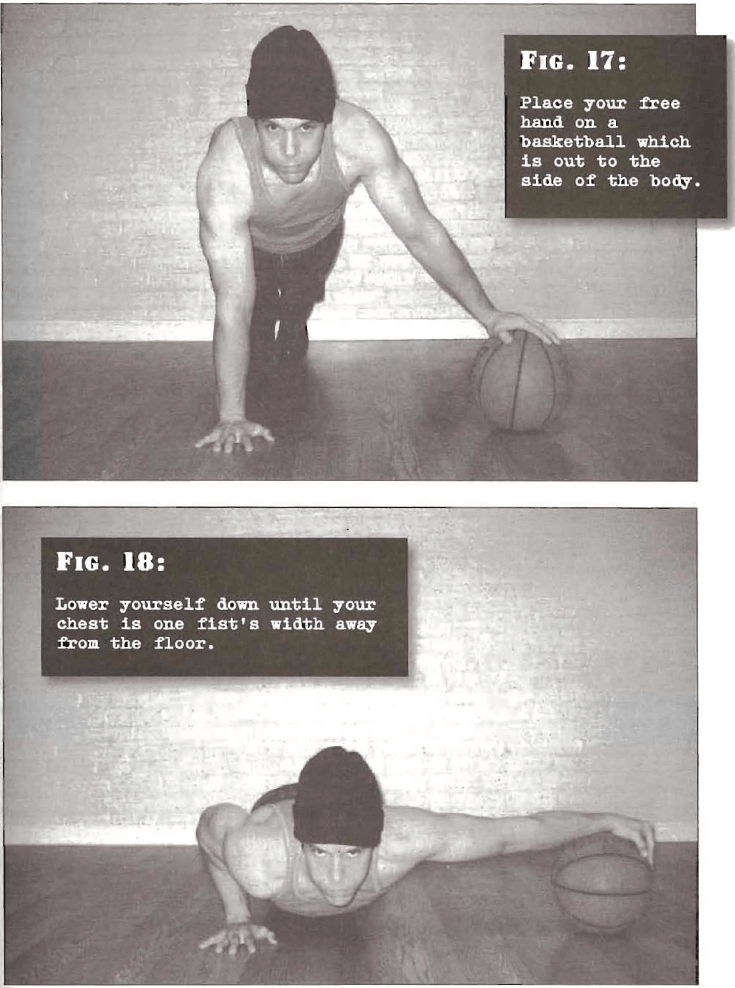 FIG. 17:
Place your free
hand on a
basketball which
is out to the
side of the body.
FIG. 18:
Lower yourself down until your
chest is one fist's width away
from the floor.